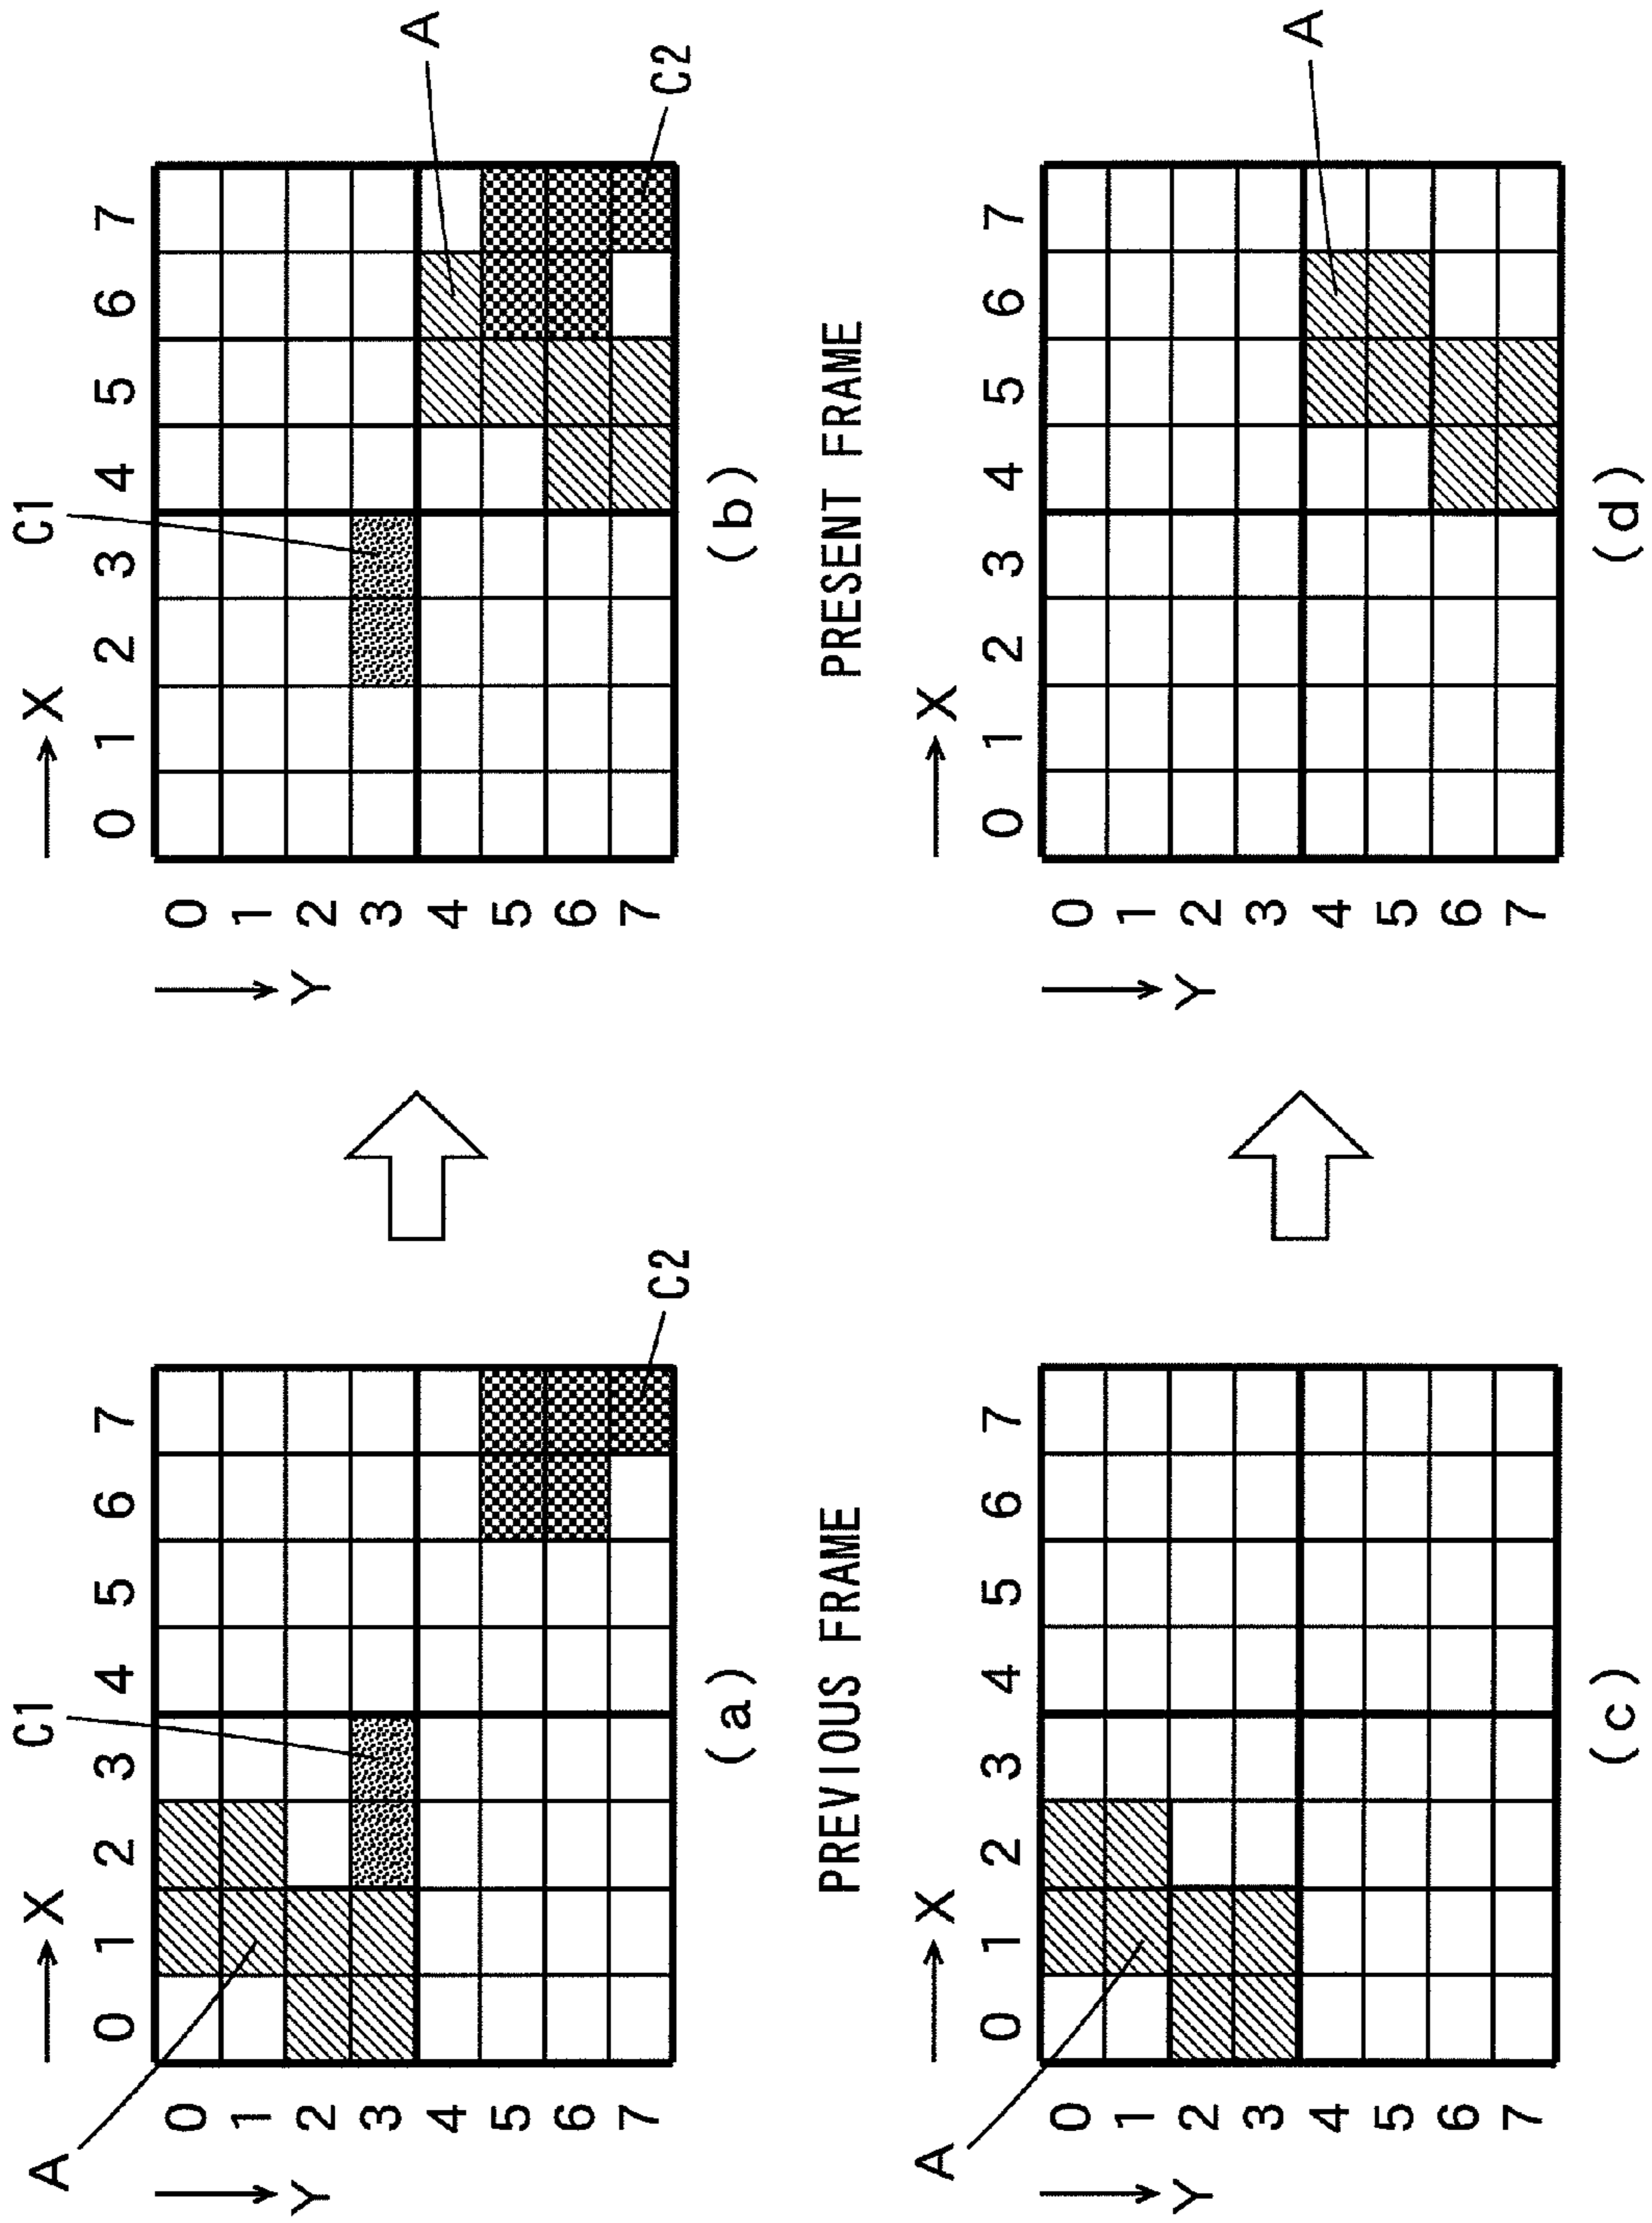 C1 C1
A X X
0 1 2 3 4 5 6 7 0 1 2 3 4 5 6 7
0 0
1 1
Y 2 Y 2
3 3
4 4 A
5 5
6 6
7 C2 7 C2
(a) (b)
PREVIOUS FRAME PRESENT FRAME
A X X
0 1 2 3 4 5 6 7 0 1 2 3 4 5 6 7
0 0
1 1
Y 2 Y 2
3 3
4 4 A
5 5
6 6
7 7
(c) (d)